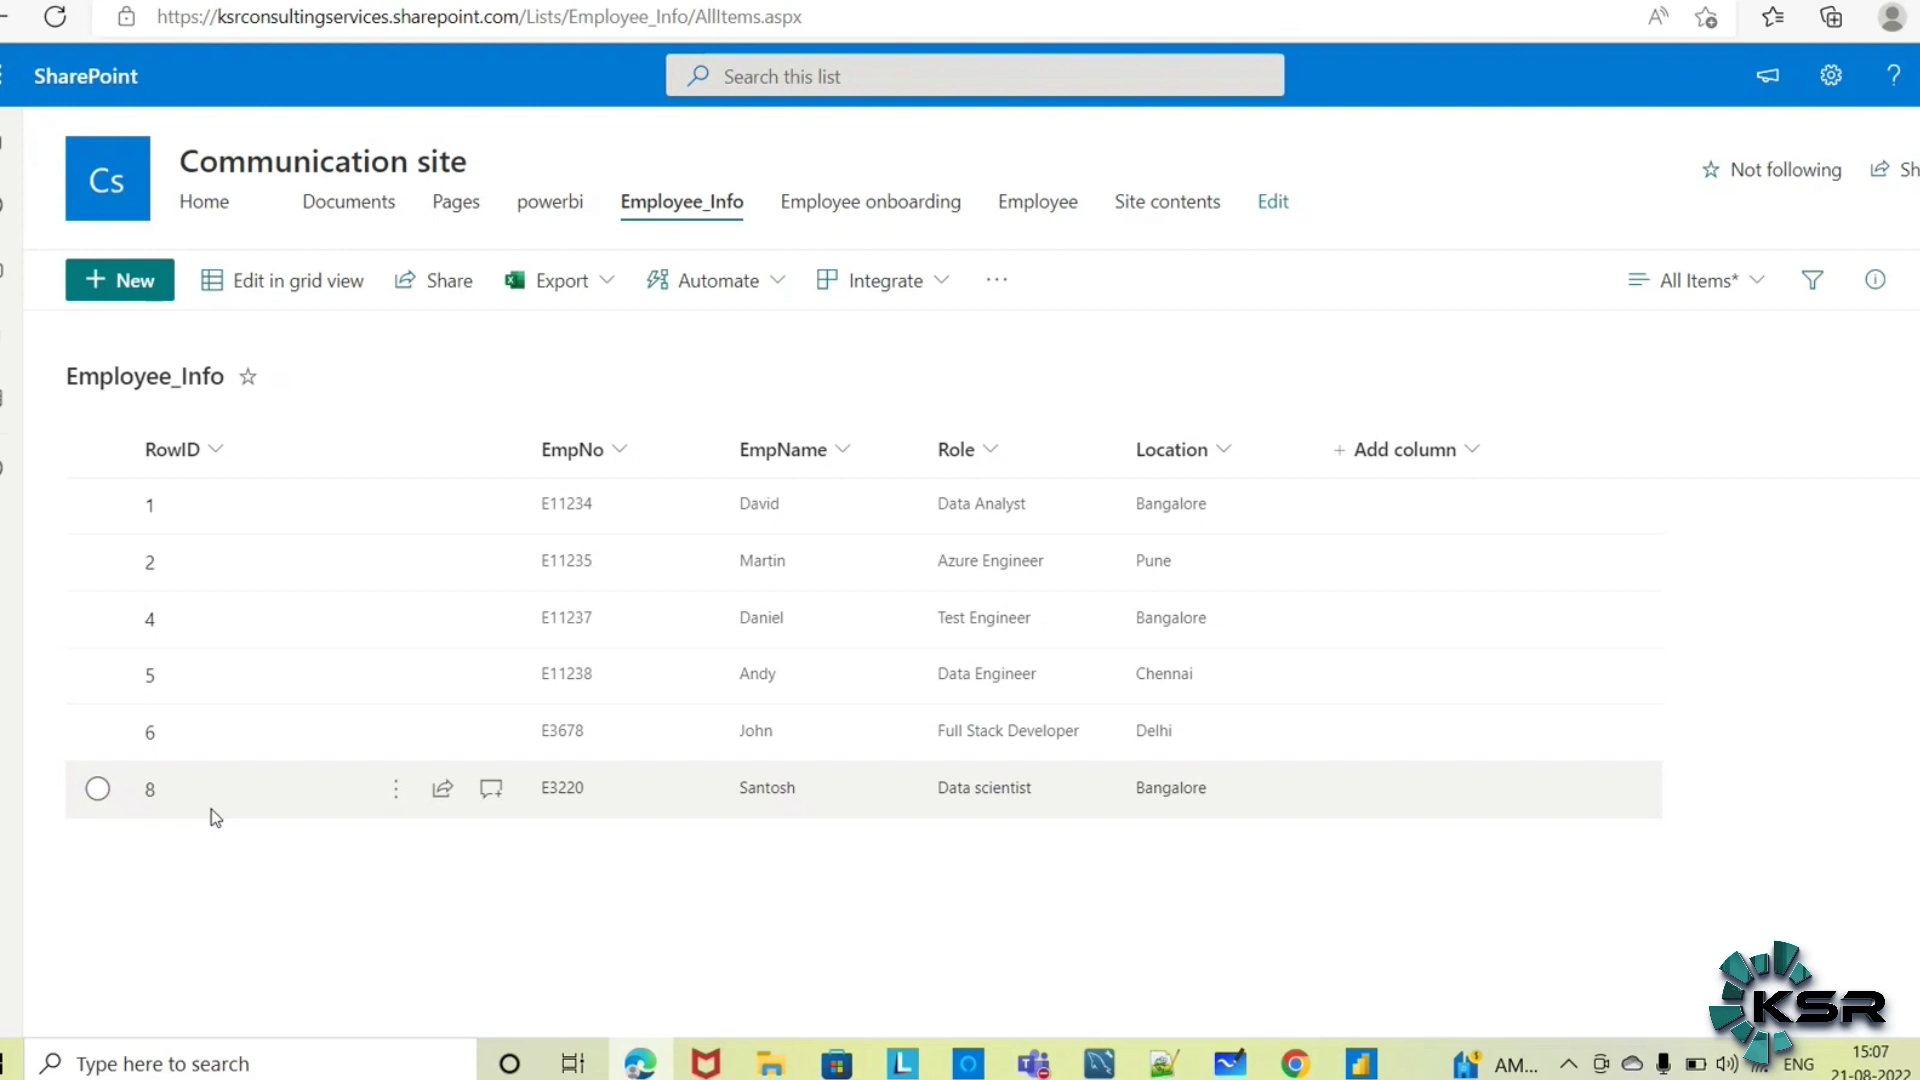 https://ksrconsultingservices.sharepoint.com/Lists/Employee_Info/AllItems.aspx
SharePoint
Search this list
?
Cs
Communication site
Not following
Sh
Home Documents Pages powerbi Employee_Info Employee onboarding Employee Site contents Edit
+ New Edit in grid view Share Export Automate Integrate ... All Items*
Employee_Info
RowID EmpNo EmpName Role Location + Add column
1 E11234 David Data Analyst Bangalore
2 E11235 Martin Azure Engineer Pune
4 E11237 Daniel Test Engineer Bangalore
5 E11238 Andy Data Engineer Chennai
6 E3678 John Full Stack Developer Delhi
8 E3220 Santosh Data scientist Bangalore
KSR
Type here to search
AM...
ENG
15:07
21-08-2022